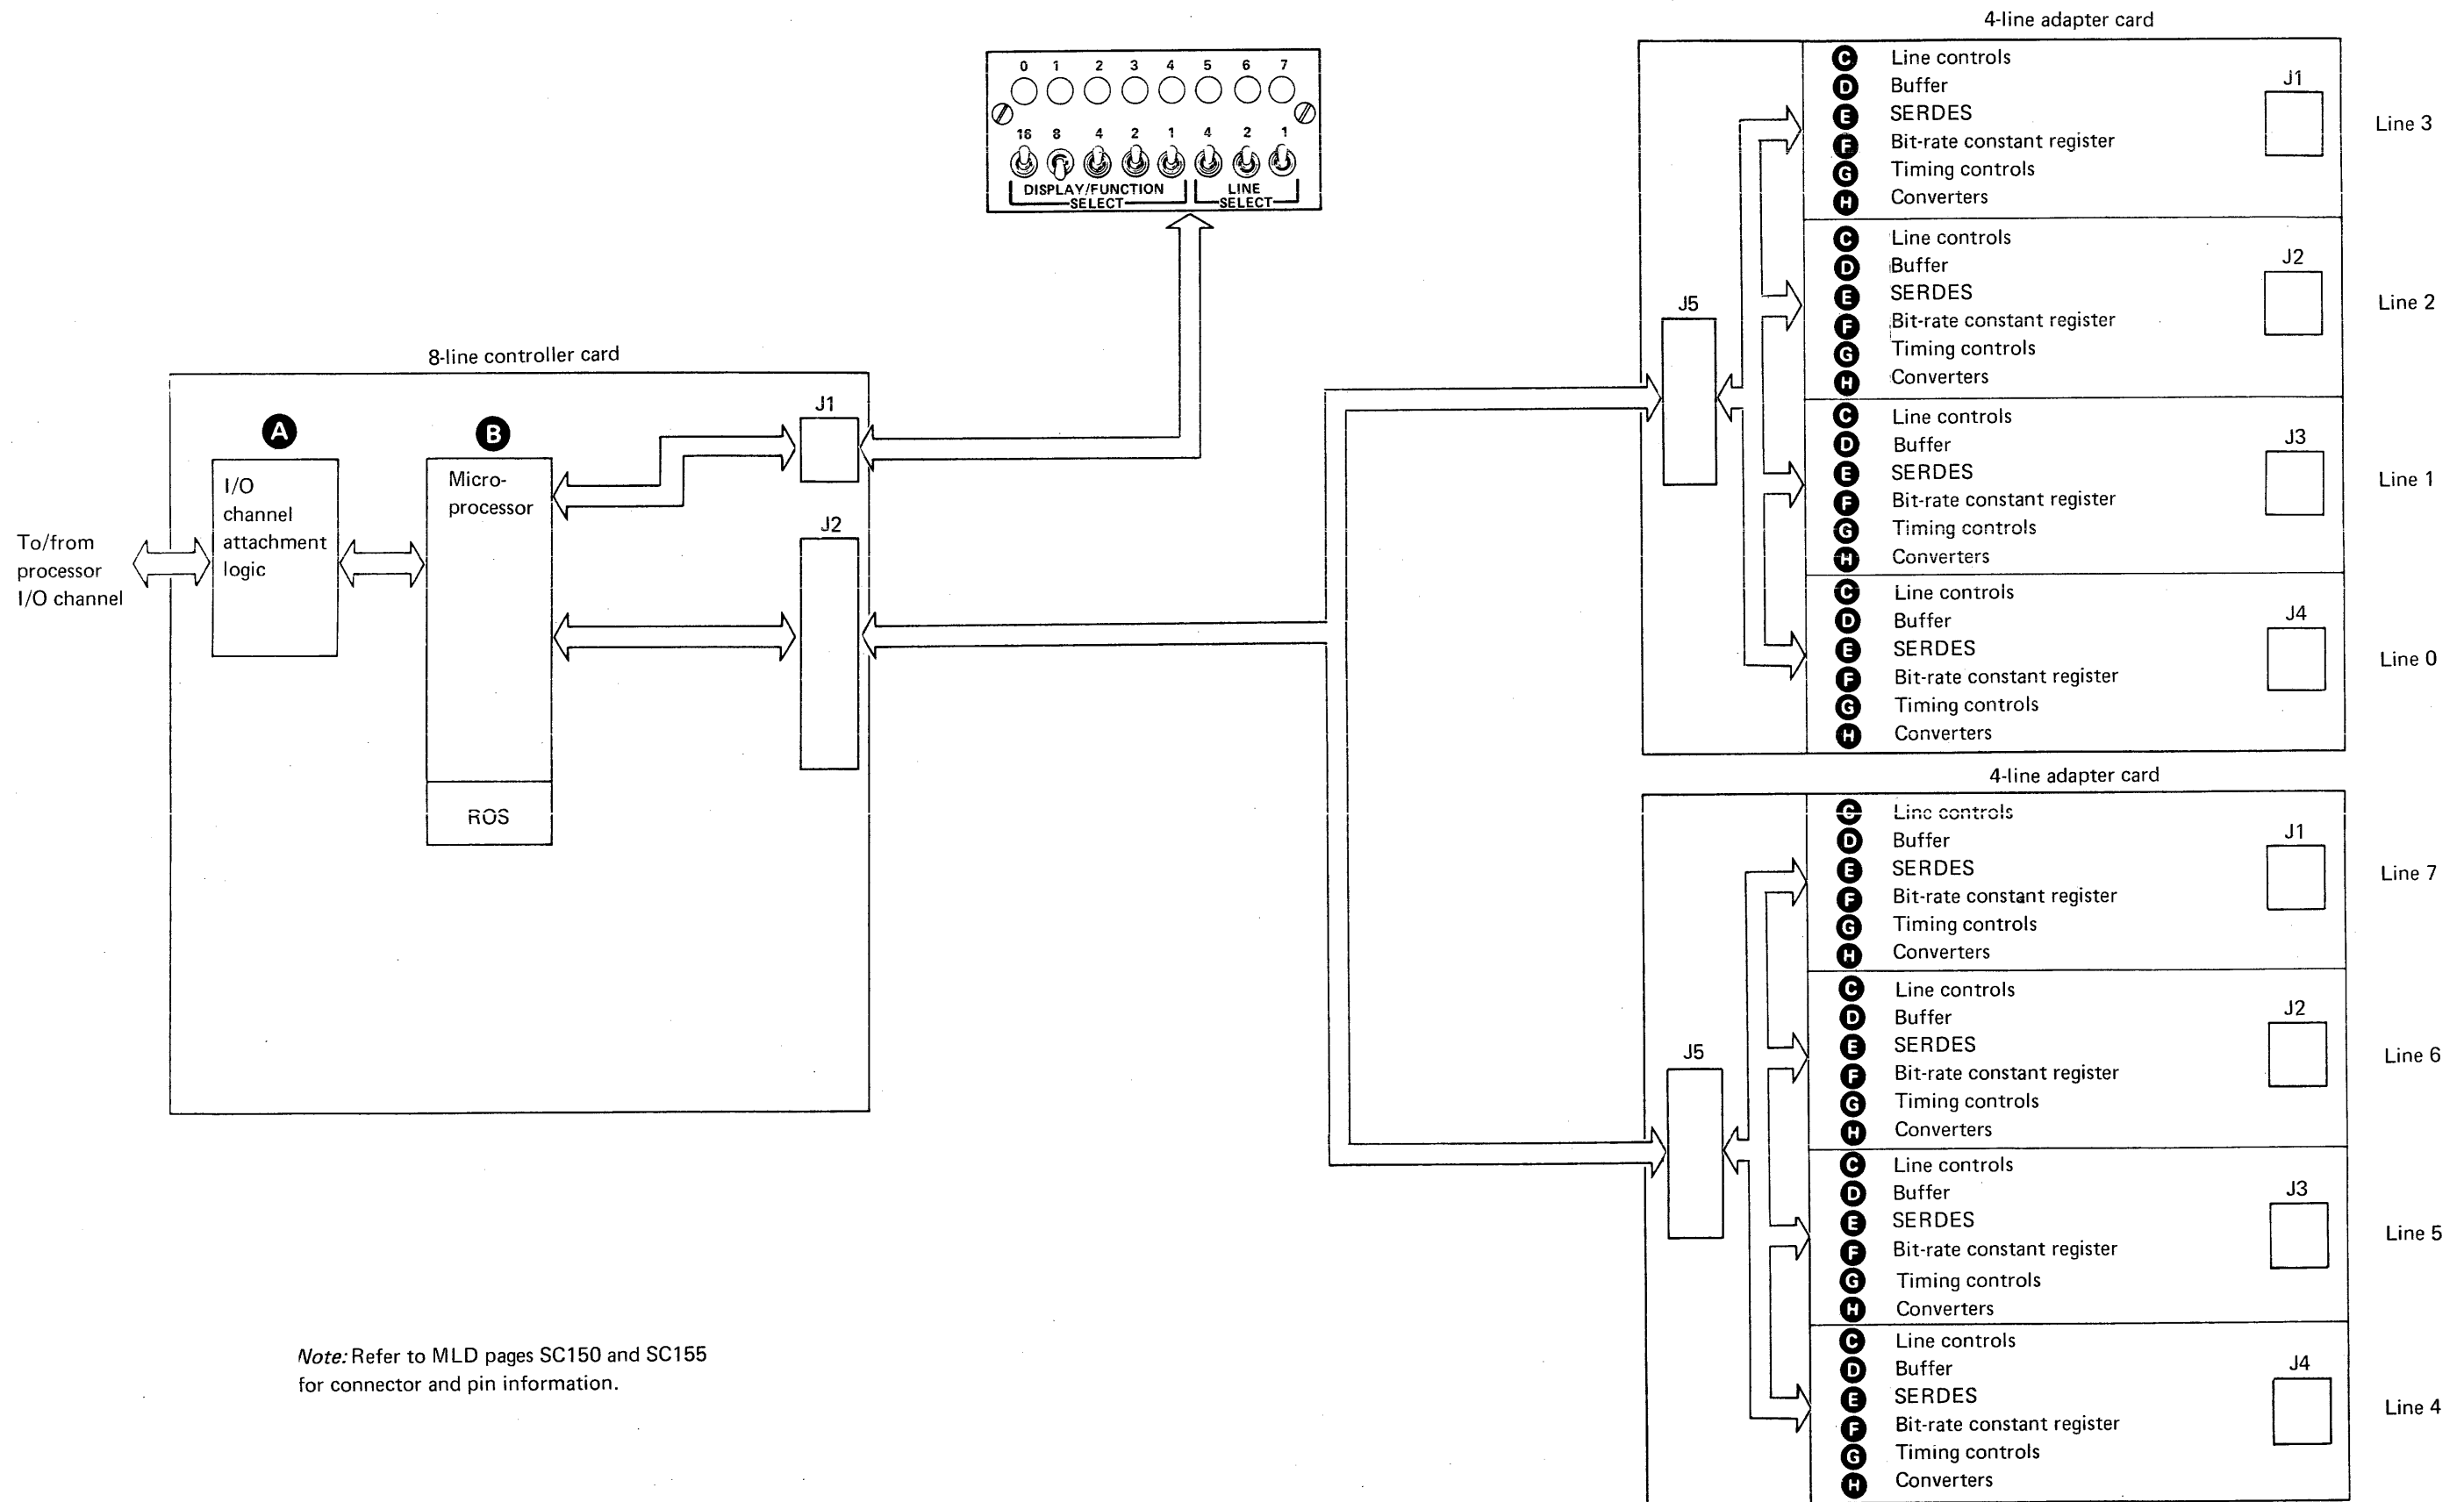 4-line adapter card
0 1 2 3 4 5 6 7
16 8 4 2 1 4 2 1
DISPLAY/FUNCTION
SELECT
LINE
SELECT
8-line controller card
A
B
I/O
channel
attachment
logic
Micro-
processor
ROS
J1
J2
To/from
processor
I/O channel
J5
C Line controls
D Buffer
E SERDES
F Bit-rate constant register
G Timing controls
H Converters
J1
Line 3
C Line controls
D Buffer
E SERDES
F Bit-rate constant register
G Timing controls
H Converters
J2
Line 2
C Line controls
D Buffer
E SERDES
F Bit-rate constant register
G Timing controls
H Converters
J3
Line 1
C Line controls
D Buffer
E SERDES
F Bit-rate constant register
G Timing controls
H Converters
J4
Line 0
4-line adapter card
J5
C Line controls
D Buffer
E SERDES
F Bit-rate constant register
G Timing controls
H Converters
J1
Line 7
C Line controls
D Buffer
E SERDES
F Bit-rate constant register
G Timing controls
H Converters
J2
Line 6
C Line controls
D Buffer
E SERDES
F Bit-rate constant register
G Timing controls
H Converters
J3
Line 5
C Line controls
D Buffer
E SERDES
F Bit-rate constant register
G Timing controls
H Converters
J4
Line 4
Note: Refer to MLD pages SC150 and SC155
for connector and pin information.